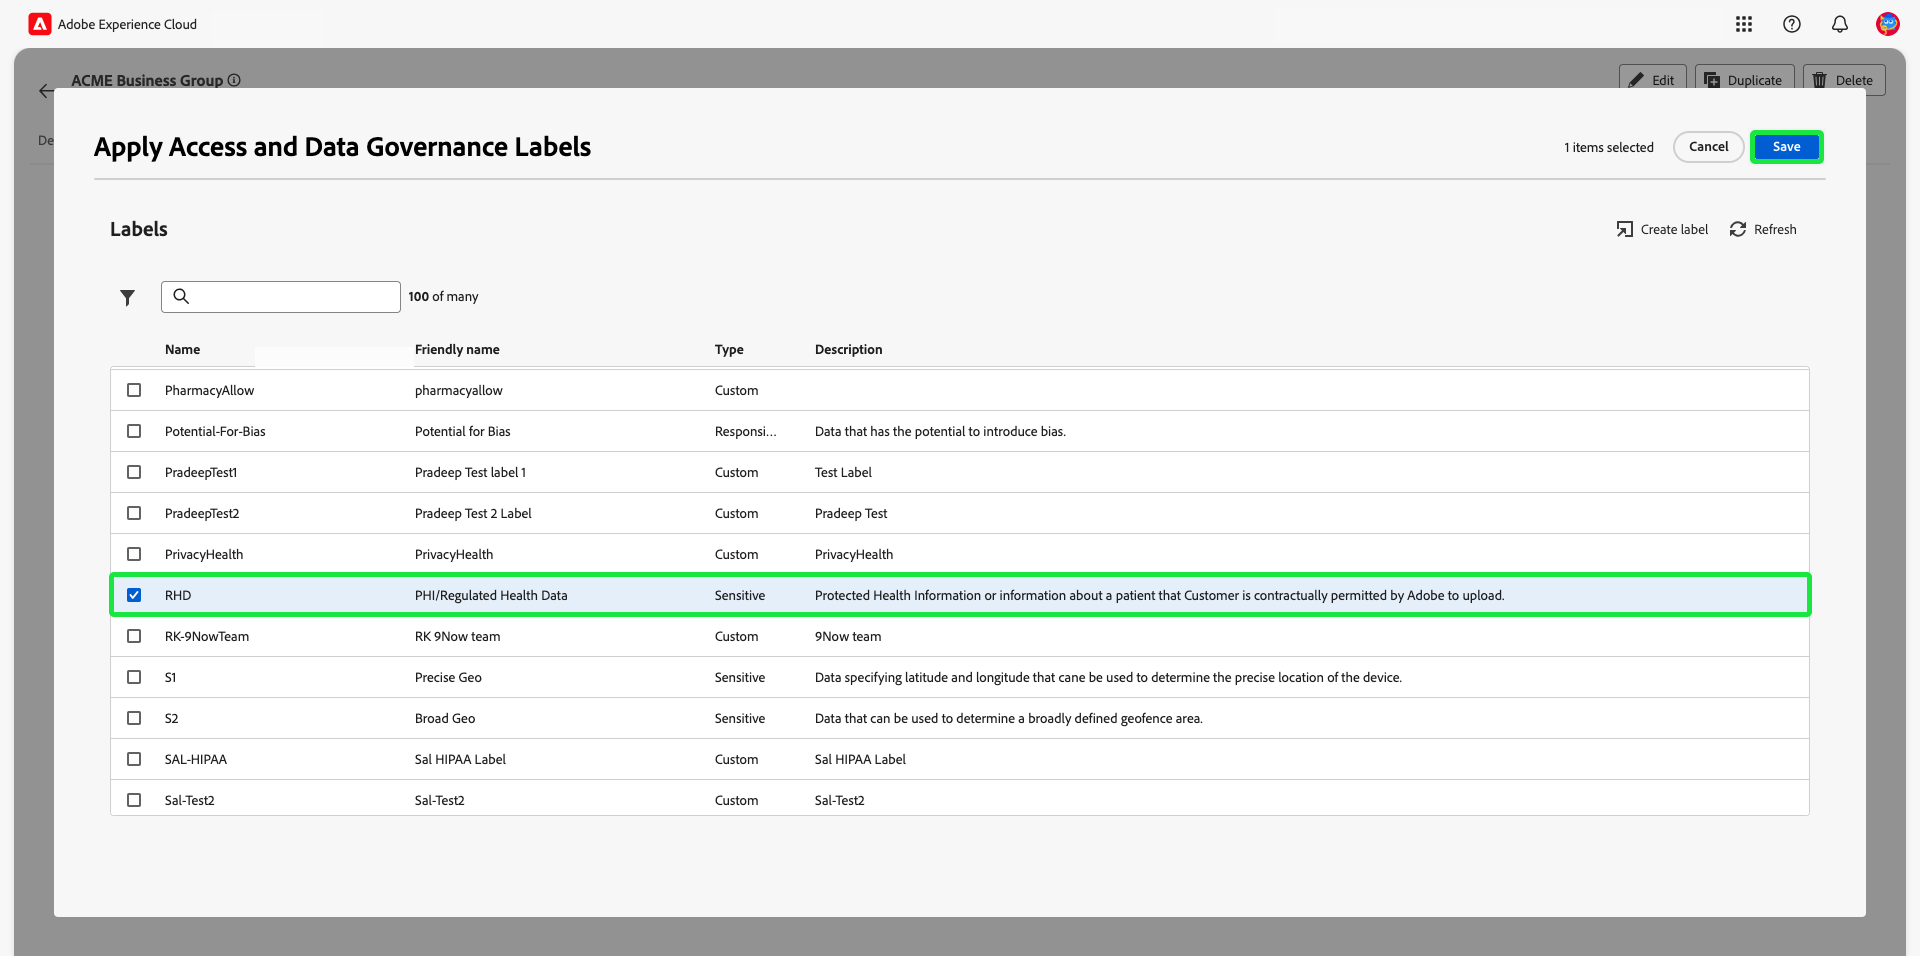 Adobe Experience Cloud
ACME Business Group
Edit
Duplicate
Delete
De
Apply Access and Data Governance Labels
1 items selected
Cancel
Save
Labels
Create label
Refresh
100 of many
Name Friendly name Type Description
PharmacyAllow pharmacyallow Custom
Potential-For-Bias Potential for Bias Responsi... Data that has the potential to introduce bias.
PradeepTest1 Pradeep Test label 1 Custom Test Label
PradeepTest2 Pradeep Test 2 Label Custom Pradeep Test
PrivacyHealth PrivacyHealth Custom PrivacyHealth
RHD PHI/Regulated Health Data Sensitive Protected Health Information or information about a patient that Customer is contractually permitted by Adobe to upload.
RK-9NowTeam RK 9Now team Custom 9Now team
S1 Precise Geo Sensitive Data specifying latitude and longitude that cane be used to determine the precise location of the device.
S2 Broad Geo Sensitive Data that can be used to determine a broadly defined geofence area.
SAL-HIPAA Sal HIPAA Label Custom Sal HIPAA Label
Sal-Test2 Sal-Test2 Custom Sal-Test2